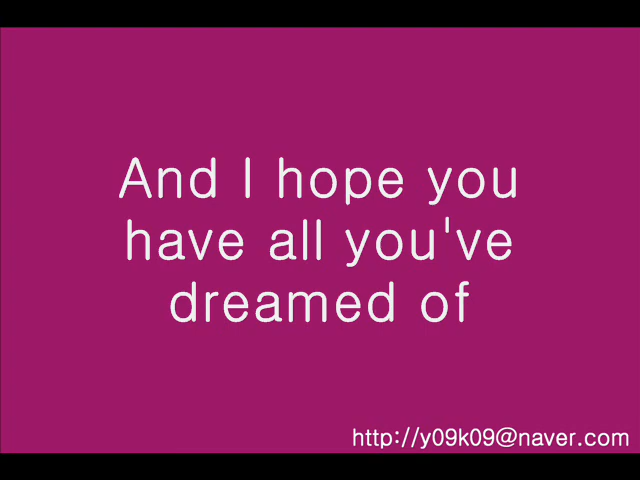 And I hope you
have all you've
dreamed of
http://y09k09@naver.com